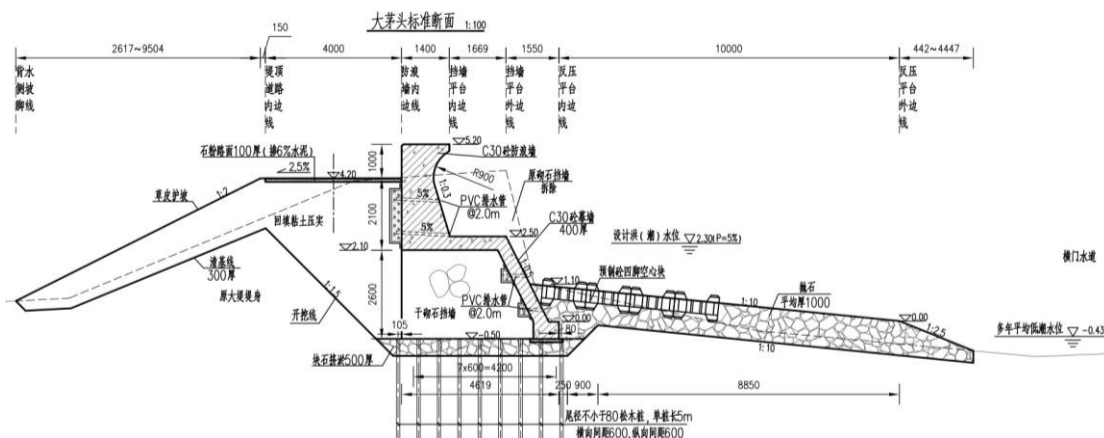 大茅头标准断面 1:100
150
2617~9504
4000
1400
1669
1550
10000
442~4447
背水侧坡脚线
堤顶道路内边线
防浪墙内边线
挡墙平台内边线
挡墙平台外边线
反压平台内边线
反压平台外边线
5.20
C30砼防浪墙
石粉路面100厚(掺6%水泥)
2.5%
4.20
1000
R900
原砌石挡墙
拆除
草皮护坡
1:2
1:0.3
5%
PVC排水管
@2.0m
回填粘土压实
2100
5%
2.50
C30砼幕墙
400厚
设计洪(潮)水位
2.30(P=5%)
横门水道
2.10
清基线
300厚
1.10
预制砼四脚空心块
原大堤堤身
1:1.5
2600
PVC排水管
@2.0m
1:10
抛石
平均厚1000
开挖线
干砌石挡墙
0.00
0.00
1:2.5
多年平均低潮水位
-0.43
105
-0.50
80
1:10
块石挤淤500厚
7x600=4200
4619
250
900
8850
尾径不小于80松木桩,单桩长5m
横向间距600,纵向间距600